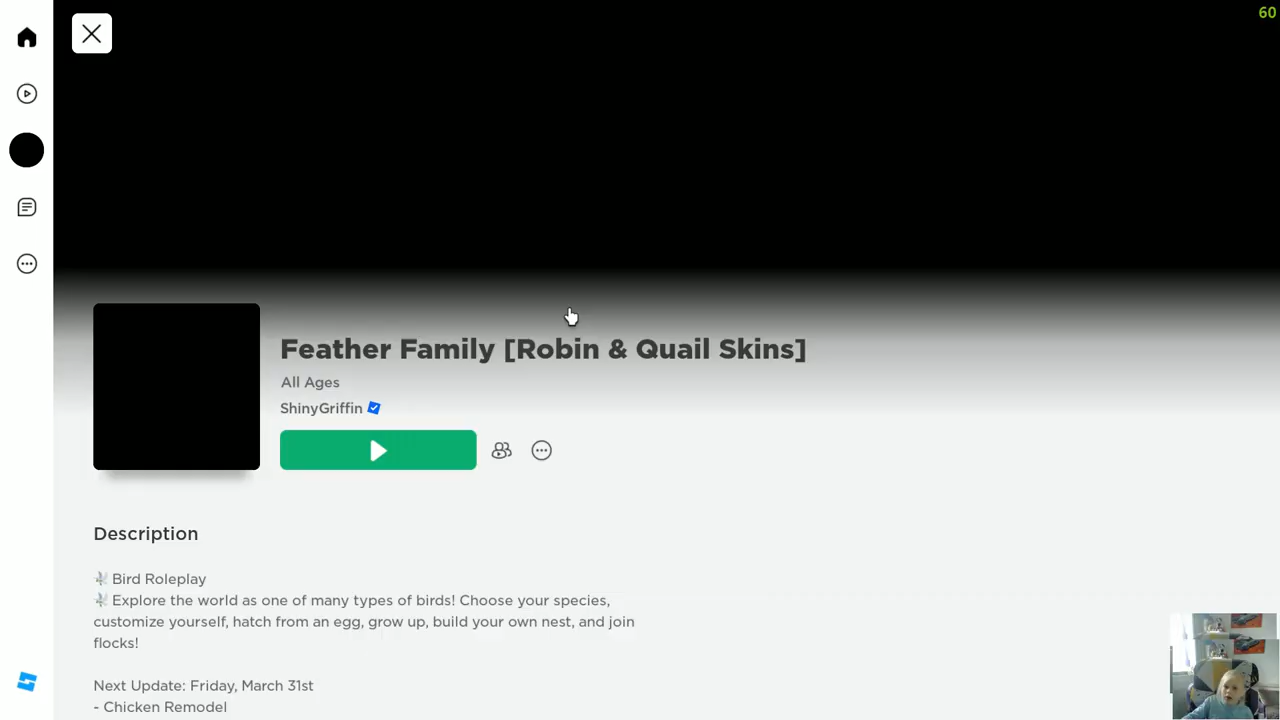 60
Feather Family [Robin & Quail Skins]
All Ages
ShinyGriffin
Description
Bird Roleplay
Explore the world as one of many types of birds! Choose your species,
customize yourself, hatch from an egg, grow up, build your own nest, and join
flocks!
Next Update: Friday, March 31st
- Chicken Remodel